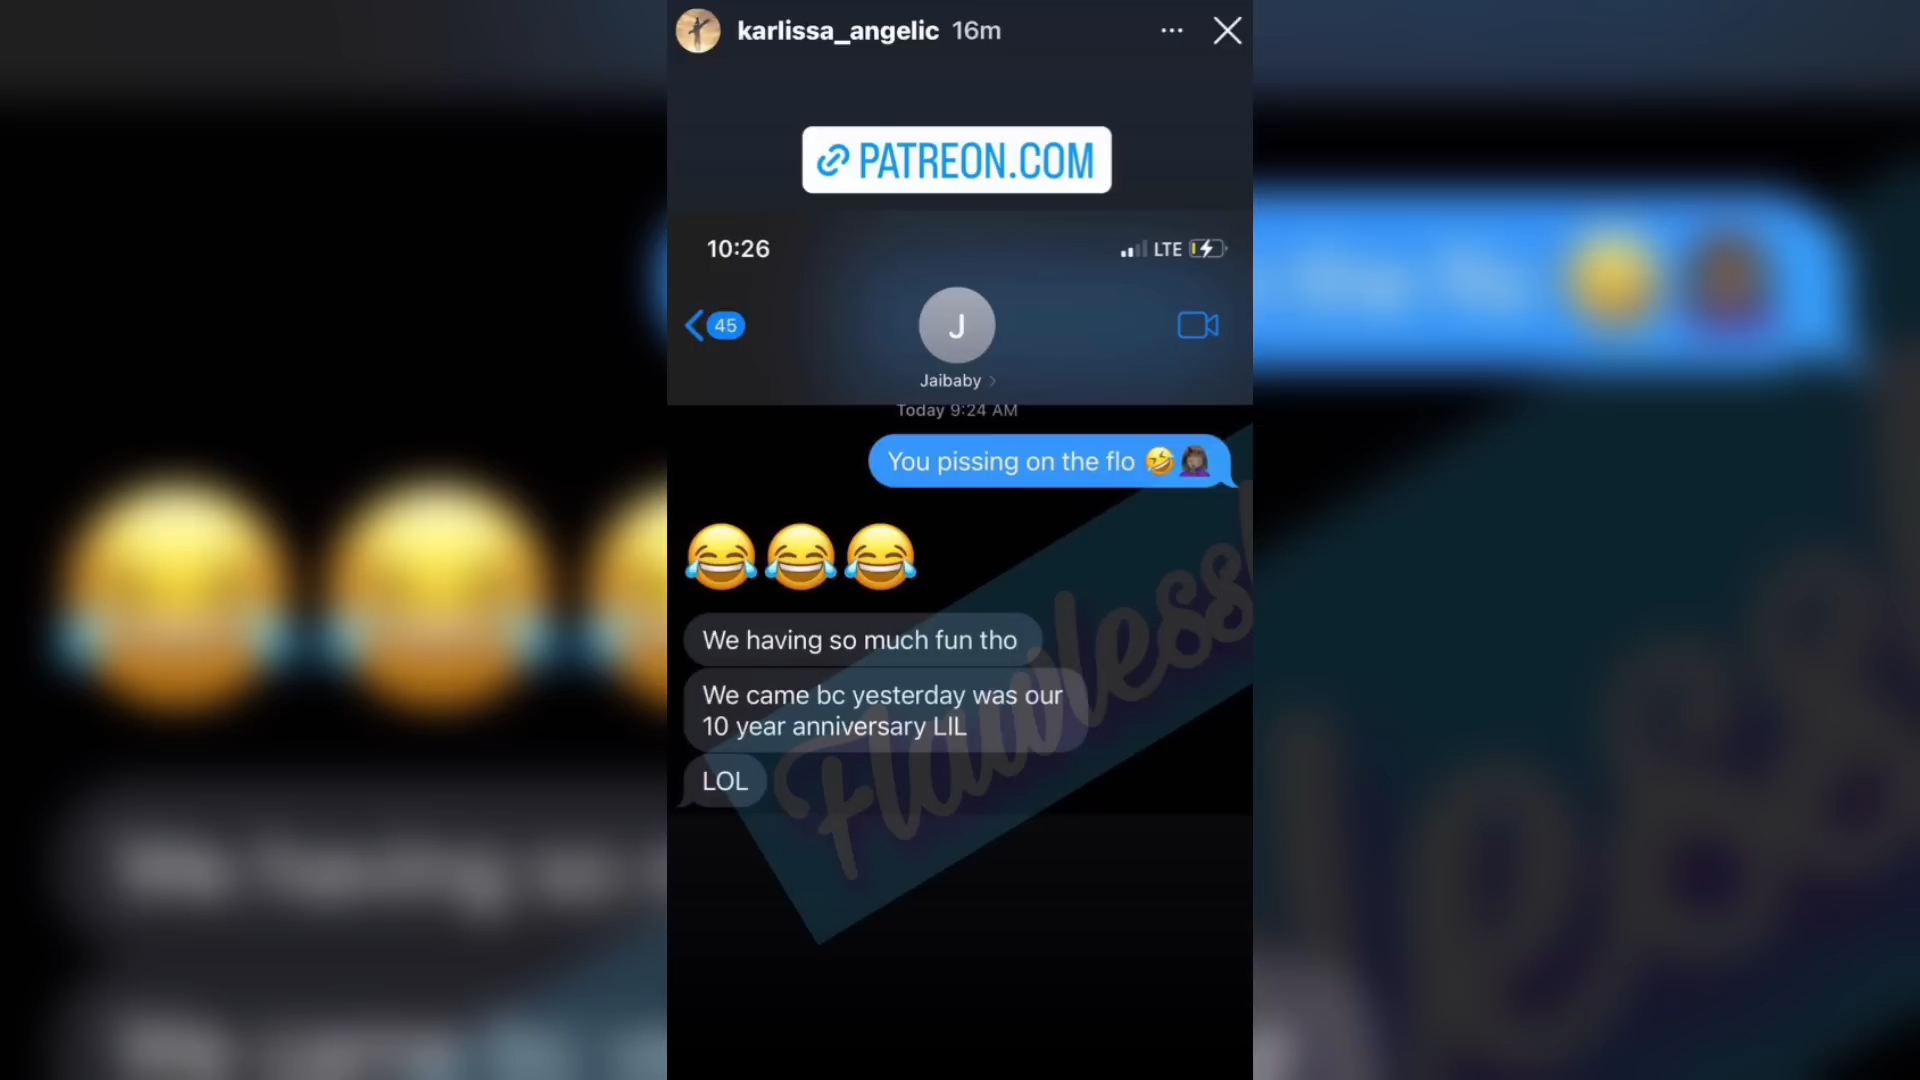 karlissa_angelic 16m
PATREON.COM
10:26
LTE
45
J
Jaibaby
Today 9:24 AM
You pissing on the flo 🤣🤦🏾‍♀️
😂😂😂
We having so much fun tho
We came bc yesterday was our
10 year anniversary LIL
LOL